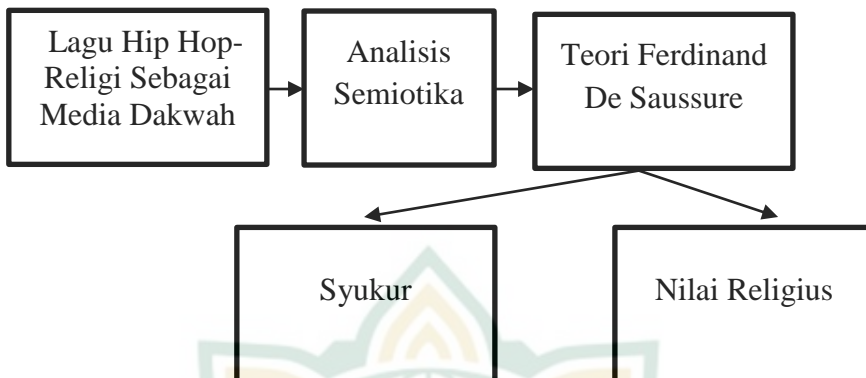 Lagu Hip Hop-
Religi Sebagai
Media Dakwah
Analisis
Semiotika
Teori Ferdinand
De Saussure
Syukur
Nilai Religius